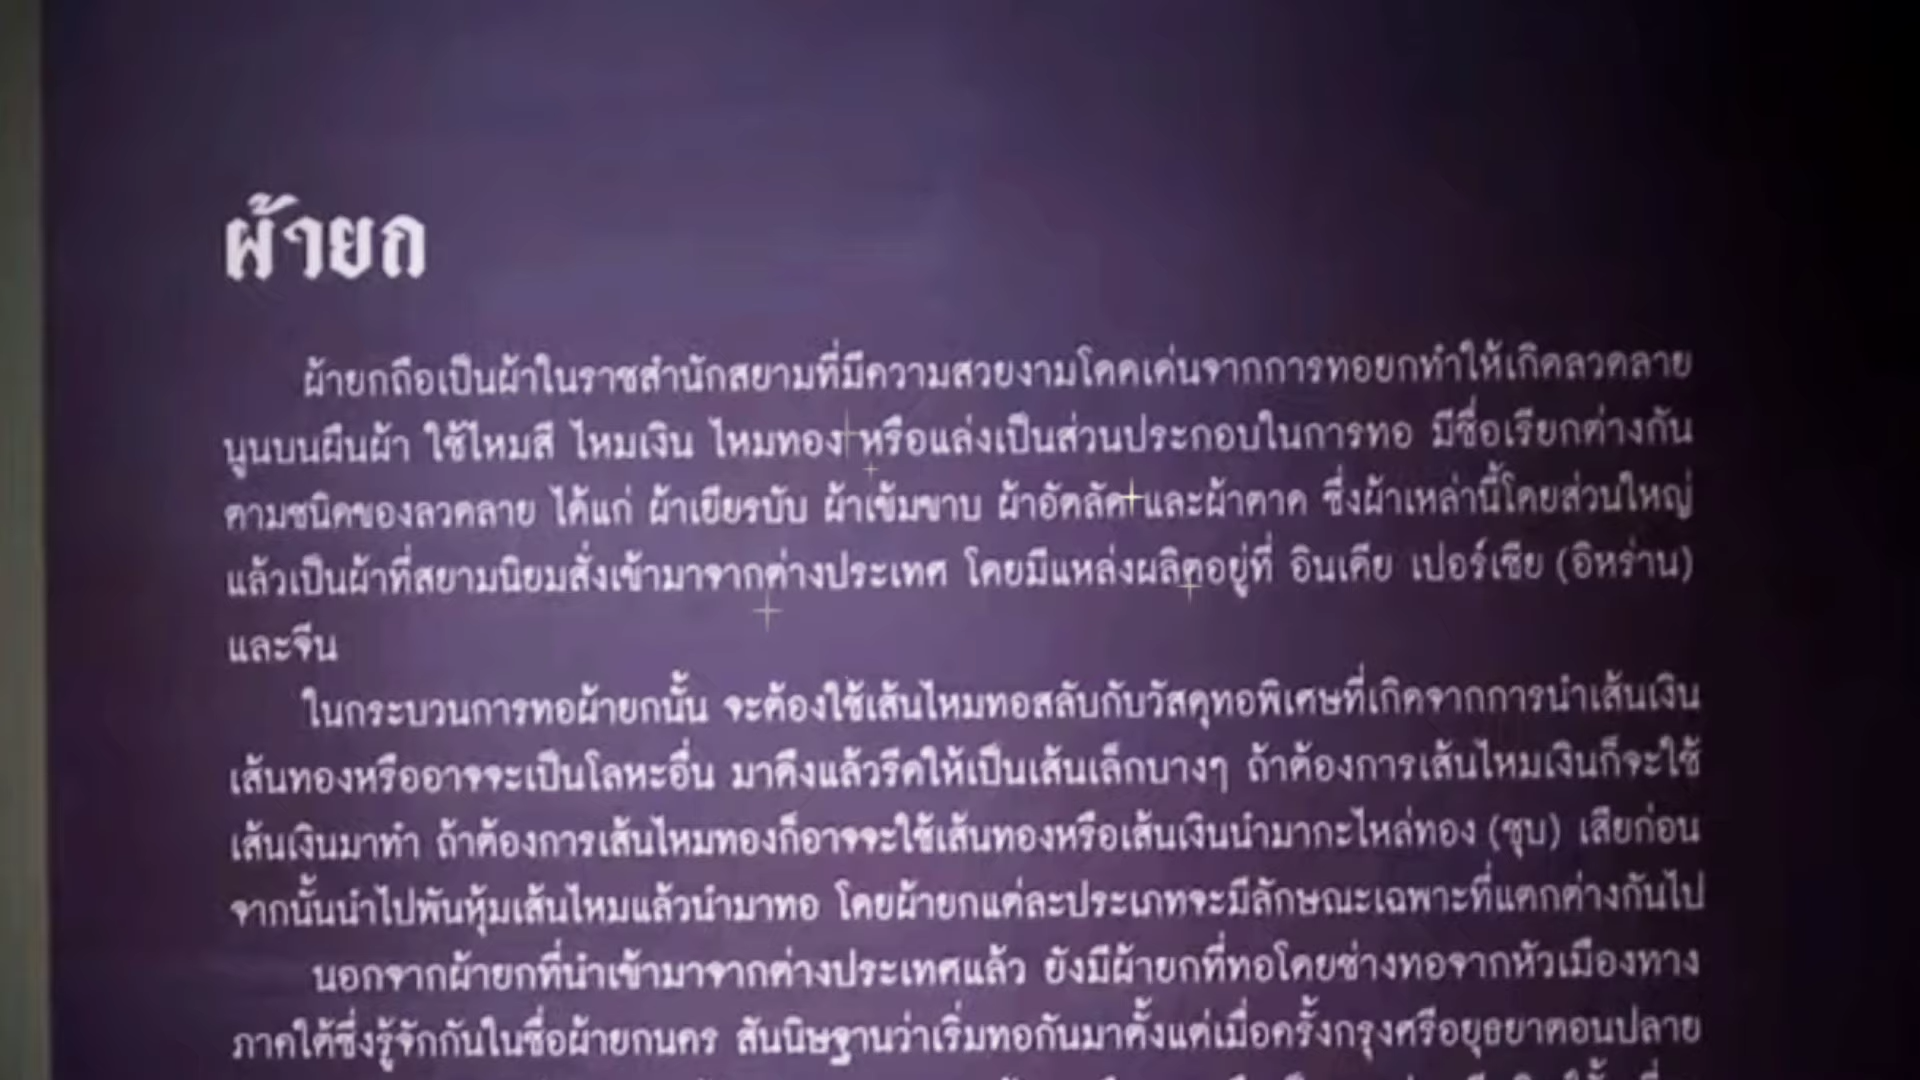 ผ้ายก
ผ้ายกถือเป็นผ้าในราชสำนักสยามที่มีความสวยงามโดดเด่นจากการทอยกทำให้เกิดลวดลาย
นูนบนผืนผ้า ใช้ไหมสี ไหมเงิน ไหมทอง หรือแล่งเป็นส่วนประกอบในการทอ มีชื่อเรียกต่างกัน
ตามชนิดของลวดลาย ได้แก่ ผ้าเยียรบับ ผ้าเข้มขาบ ผ้าอัตลัต และผ้าตาด ซึ่งผ้าเหล่านี้โดยส่วนใหญ่
แล้วเป็นผ้าที่สยามนิยมสั่งเข้ามาจากต่างประเทศ โดยมีแหล่งผลิตอยู่ที่ อินเดีย เปอร์เซีย (อิหร่าน)
และจีน
ในกระบวนการทอผ้ายกนั้น จะต้องใช้เส้นไหมทอสลับกับวัสดุทอพิเศษที่เกิดจากการนำเส้นเงิน
เส้นทองหรืออาจจะเป็นโลหะอื่น มาดึงแล้วรีดให้เป็นเส้นเล็กบางๆ ถ้าต้องการเส้นไหมเงินก็จะใช้
เส้นเงินมาทำ ถ้าต้องการเส้นไหมทองก็อาจจะใช้เส้นทองหรือเส้นเงินนำมากะไหล่ทอง (ชุบ) เสียก่อน
จากนั้นนำไปพันหุ้มเส้นไหมแล้วนำมาทอ โดยผ้ายกแต่ละประเภทจะมีลักษณะเฉพาะที่แตกต่างกันไป
นอกจากผ้ายกที่นำเข้ามาจากต่างประเทศแล้ว ยังมีผ้ายกที่ทอโดยช่างทอจากหัวเมืองทาง
ภาคใต้ซึ่งรู้จักกันในชื่อผ้ายกนคร สันนิษฐานว่าเริ่มทอกันมาตั้งแต่เมื่อครั้งกรุงศรีอยุธยาตอนปลาย